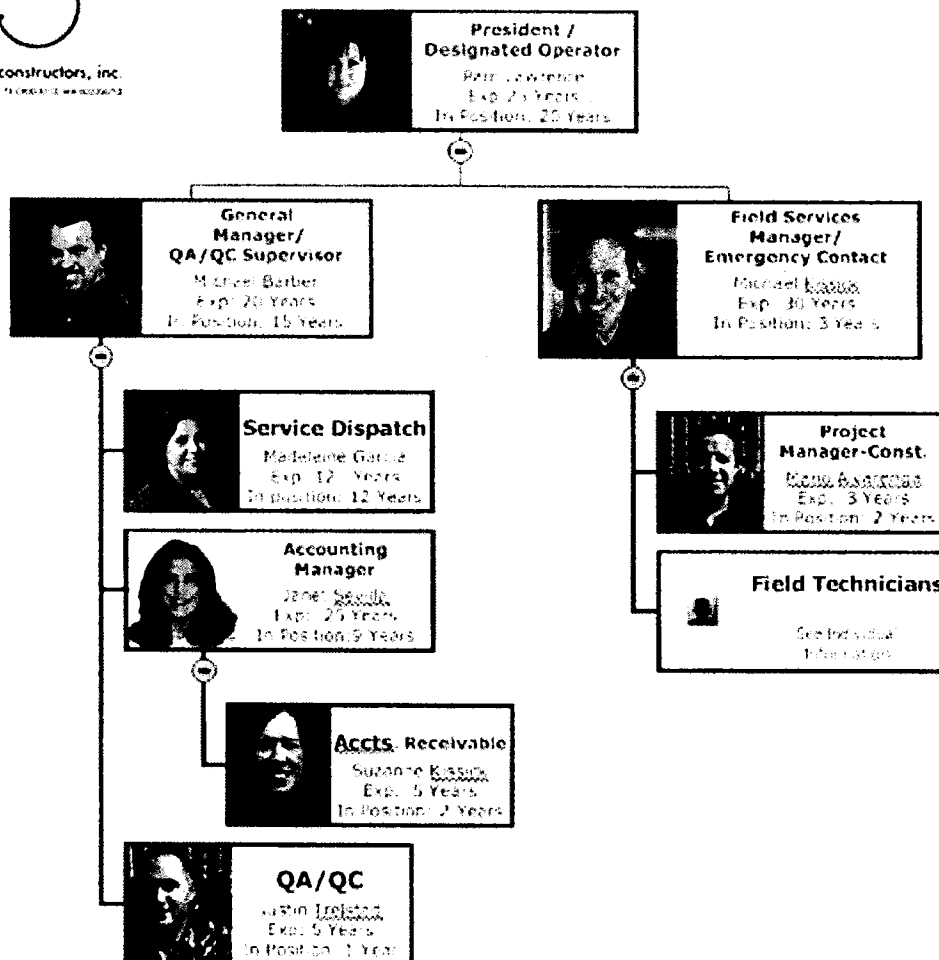 constructors, inc.
President /
Designated Operator
In Position: 25 Years
General
Manager/
QA/QC Supervisor
Michael Barber
Exp: 20 Years
In Position: 15 Years
Field Services
Manager/
Emergency Contact
Michael Kissick
Exp: 30 Years
In Position: 3 Years
Service Dispatch
Madeleine Garcia
Exp: 12 Years
In position: 12 Years
Project
Manager-Const.
Exp: 3 Years
In Position: 2 Years
Accounting
Manager
Janet
Exp: 25 Years
In Position: 9 Years
Field Technicians
See Individual
Information
Accts. Receivable
Suzanne Kissick
Exp: 5 Years
In Position: 2 Years
QA/QC
Exp: 5 Years
In Position: 1 Year